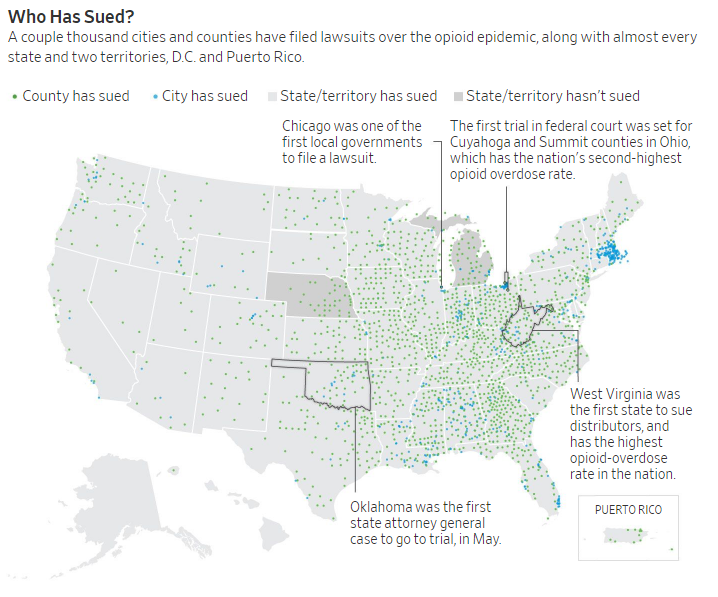 Who Has Sued?
A couple thousand cities and counties have filed lawsuits over the opioid epidemic, along with almost every
state and two territories, D.C. and Puerto Rico.
County has sued City has sued State/territory has sued State/territory hasn't sued
Chicago was one of the
first local governments
to file a lawsuit.
The first trial in federal court was set for
Cuyahoga and Summit counties in Ohio,
which has the nation's second-highest
opioid overdose rate.
West Virginia was
the first state to sue
distributors, and
has the highest
opioid-overdose
rate in the nation.
Oklahoma was the first
state attorney general
case to go to trial, in May.
PUERTO RICO